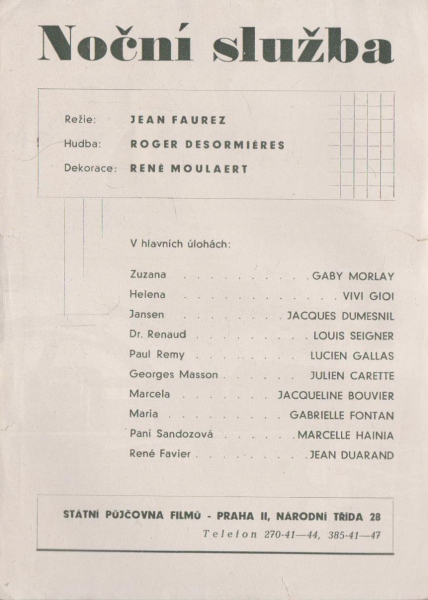 Noční služba
Režie: JEAN FAUREZ
Hudba: ROGER DESORMIÉRES
Dekorace: RENÉ MOULAERT
V hlavních úlohách:
Zuzana . . . . . . . . . . GABY MORLAY
Helena . . . . . . . . . . . . VIVI GIOI
Jansen . . . . . . . . . JACQUES DUMESNIL
Dr. Renaud . . . . . . . . . LOUIS SEIGNER
Paul Remy . . . . . . . . . LUCIEN GALLAS
Georges Masson . . . . . . . JULIEN CARETTE
Marcela . . . . . . . . JACQUELINE BOUVIER
Maria . . . . . . . . . GABRIELLE FONTAN
Paní Sandozová . . . . . . MARCELLE HAINIA
René Favier . . . . . . . . . JEAN DUARAND
STÁTNÍ PŮJČOVNA FILMŮ - PRAHA II, NÁRODNÍ TŘÍDA 28
Telefon 270-41—44, 385-41—47